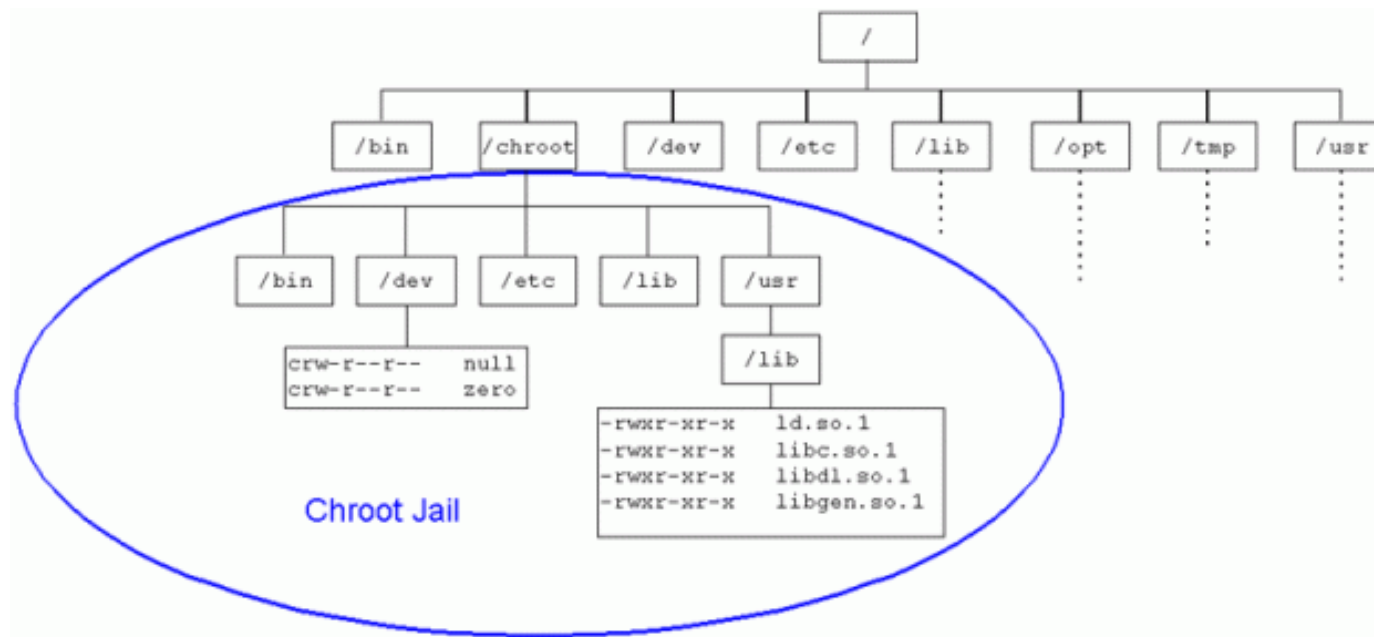 /
/bin /chroot /dev /etc /lib /opt /tmp /usr
/bin /dev /etc /lib /usr
/lib
crw-r--r-- null
crw-r--r-- zero
-rwxr-xr-x ld.so.1
-rwxr-xr-x libc.so.1
-rwxr-xr-x libdl.so.1
-rwxr-xr-x libgen.so.1
Chroot Jail